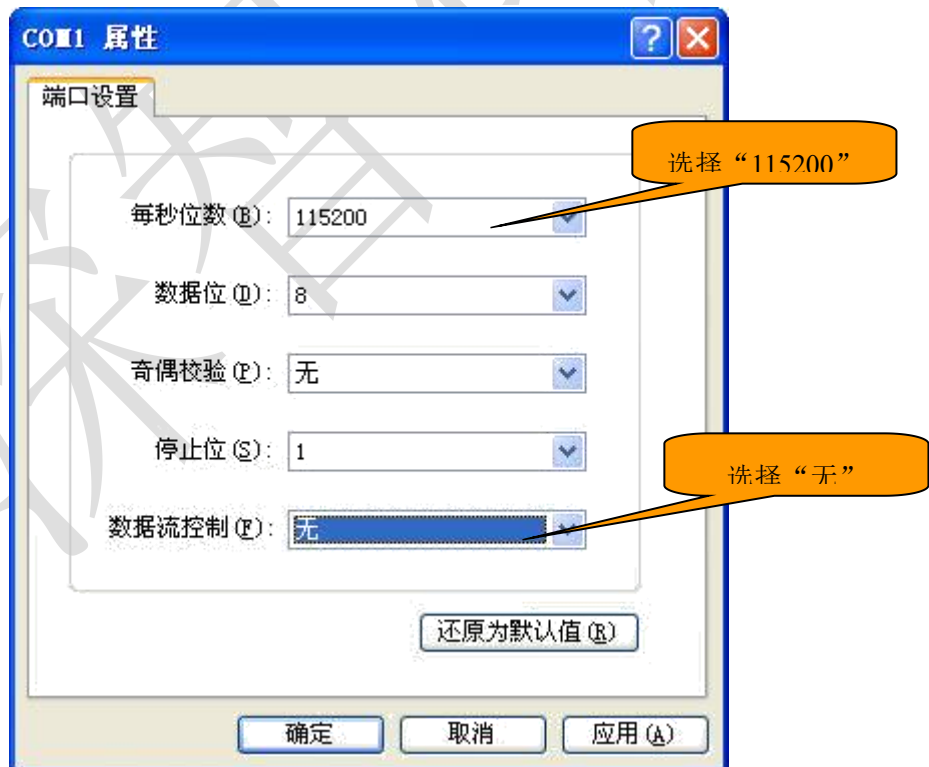 COM1 属性
端口设置
选择“115200”
每秒位数(B): 115200
数据位(D): 8
奇偶校验(P): 无
停止位(S): 1
选择“无”
数据流控制(F): 无
还原为默认值(R)
确定 取消 应用(A)